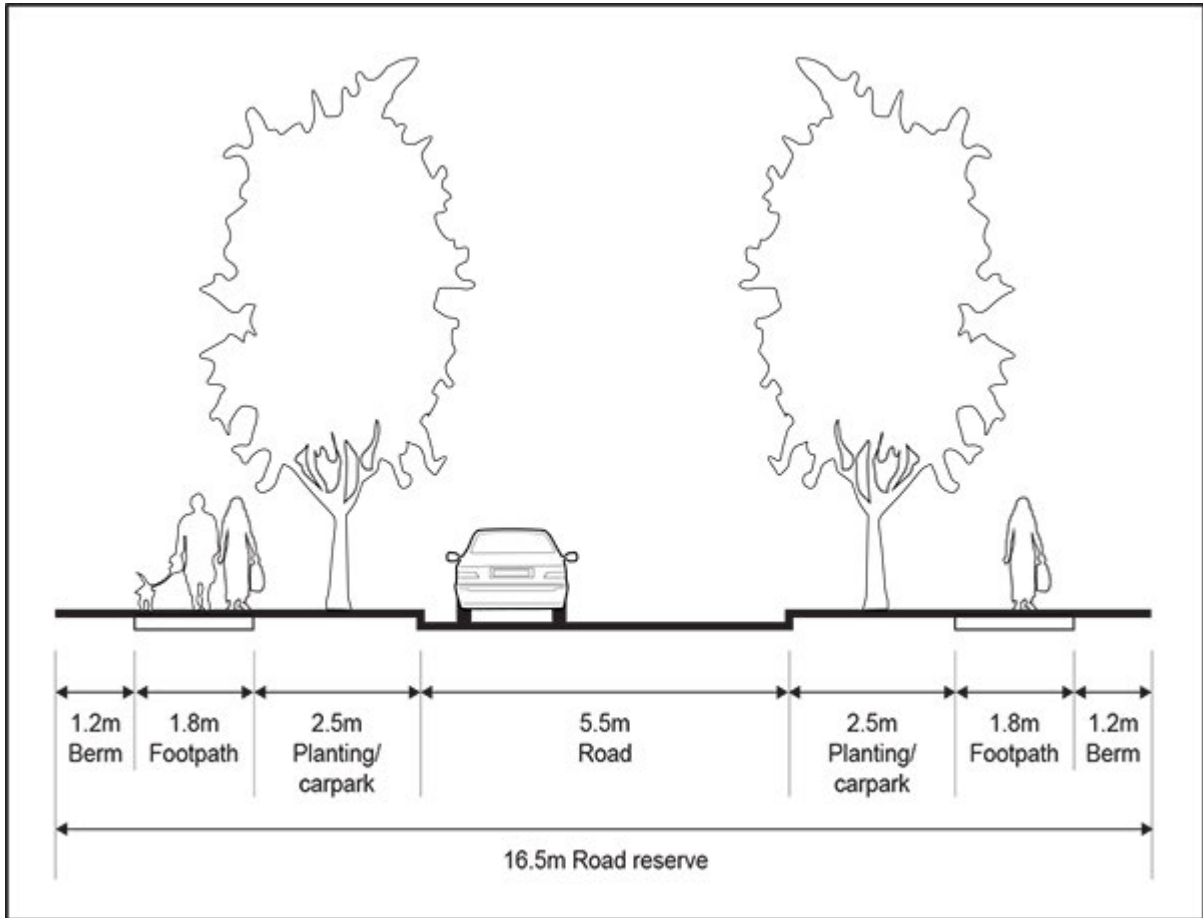 1.2m
Berm
1.8m
Footpath
2.5m
Planting/
carpark
5.5m
Road
2.5m
Planting/
carpark
1.8m
Footpath
1.2m
Berm
16.5m Road reserve